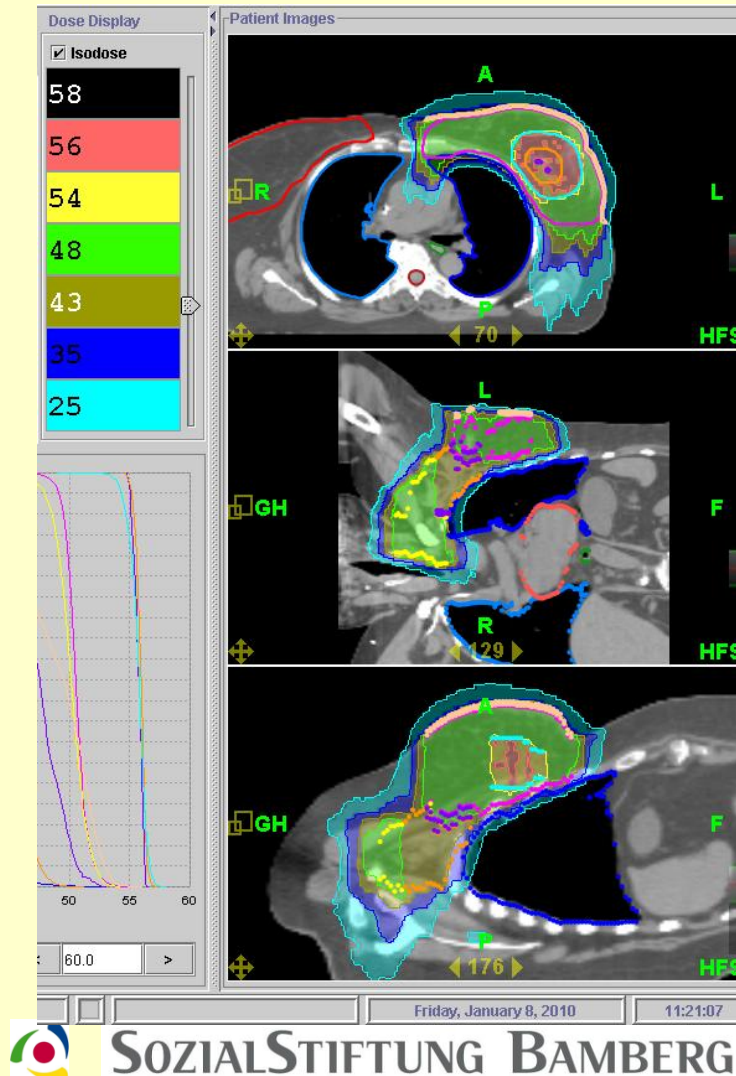 Dose Display
Patient Images
Isodose
58
56
54
48
43
35
25
A
R
L
P
70
HFS
L
GH
F
R
129
HFS
A
GH
F
P
176
HFS
50
55
60
<
60.0
>
Friday, January 8, 2010
11:21:07
SOZIALSTIFTUNG BAMBERG